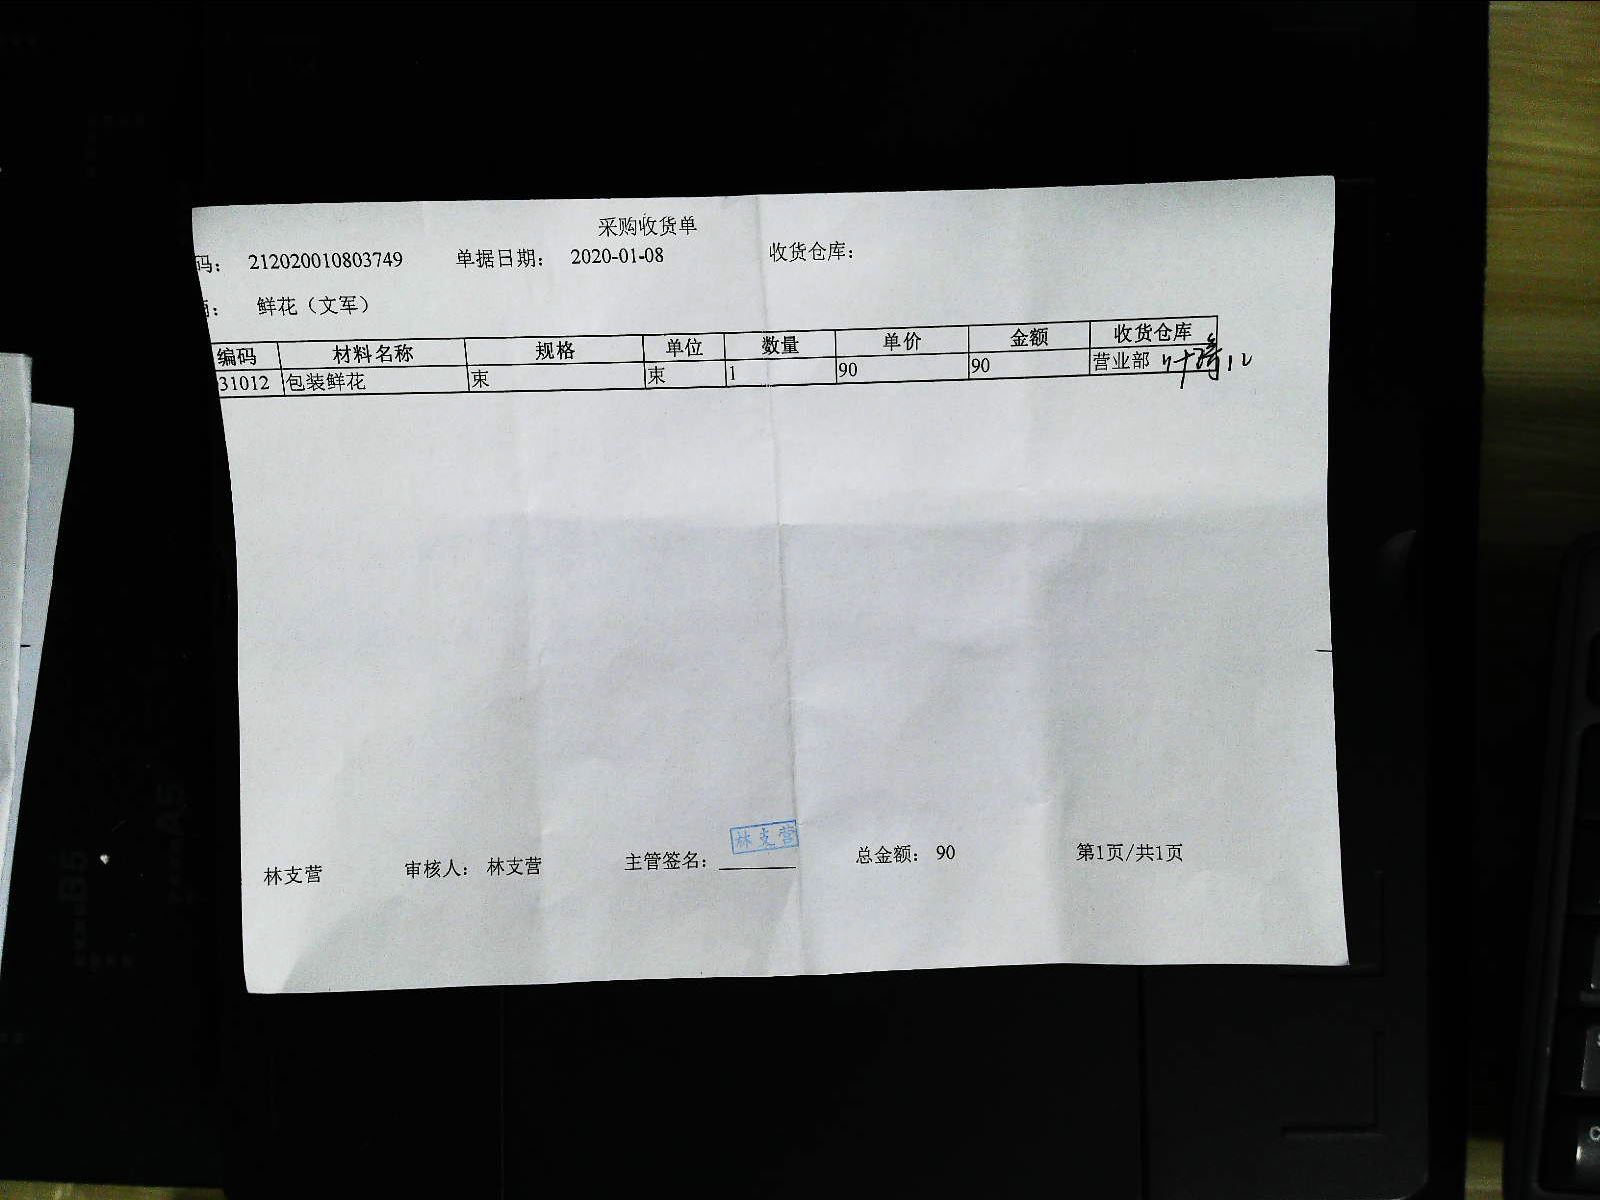 采购收货单
码： 212020010803749 单据日期： 2020-01-08 收货仓库：
商： 鲜花（文军）
编码 材料名称 规格 单位 数量 单价 金额 收货仓库
31012 包装鲜花 束 束 1 90 90 营业部
林支营
林支营 审核人： 林支营 主管签名： 总金额： 90 第1页/共1页
B5
A5